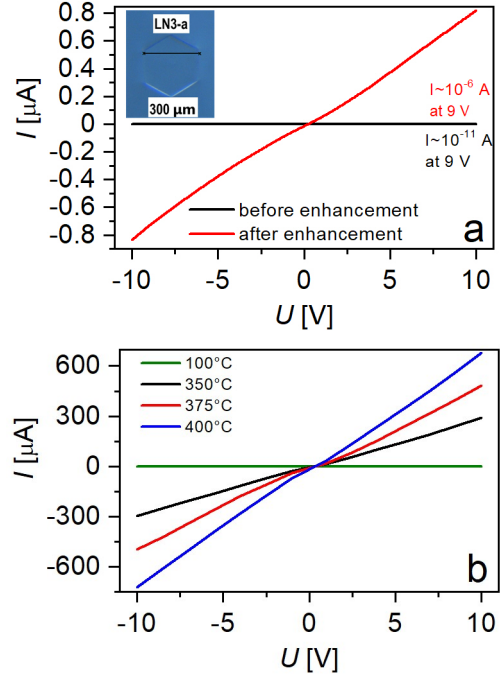 LN3-a
300 µm
I~10⁻⁶ A
at 9 V
I~10⁻¹¹ A
at 9 V
0.8
0.6
0.4
0.2
0
-0.2
-0.4
-0.6
-0.8
I [µA]
before enhancement
after enhancement
a
-10 -5 0 5 10
U [V]
100°C
350°C
375°C
400°C
600
300
0
-300
-600
I [µA]
b
-10 -5 0 5 10
U [V]